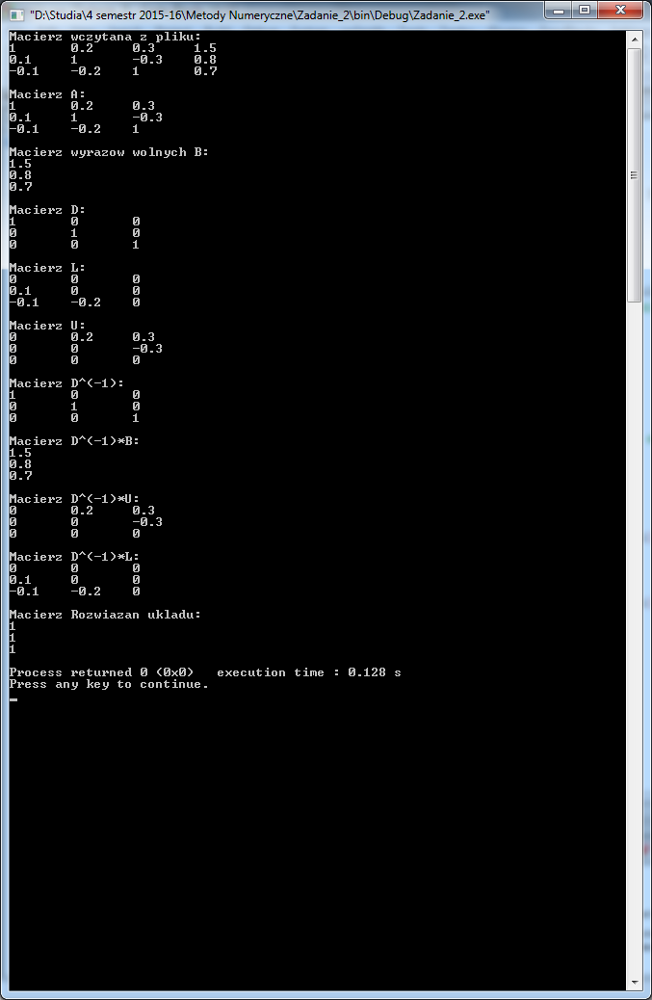 "D:\Studia\4 semestr 2015-16\Metody Numeryczne\Zadanie_2\bin\Debug\Zadanie_2.exe"
Macierz wczytana z pliku:
1 0.2 0.3 1.5
0.1 1 -0.3 0.8
-0.1 -0.2 1 0.7
Macierz A:
1 0.2 0.3
0.1 1 -0.3
-0.1 -0.2 1
Macierz wyrazow wolnych B:
1.5
0.8
0.7
Macierz D:
1 0 0
0 1 0
0 0 1
Macierz L:
0 0 0
0.1 0 0
-0.1 -0.2 0
Macierz U:
0 0.2 0.3
0 0 -0.3
0 0 0
Macierz D^(-1):
1 0 0
0 1 0
0 0 1
Macierz D^(-1)*B:
1.5
0.8
0.7
Macierz D^(-1)*U:
0 0.2 0.3
0 0 -0.3
0 0 0
Macierz D^(-1)*L:
0 0 0
0.1 0 0
-0.1 -0.2 0
Macierz Rozwiazan ukladu:
1
1
1
Process returned 0 (0x0) execution time : 0.128 s
Press any key to continue.